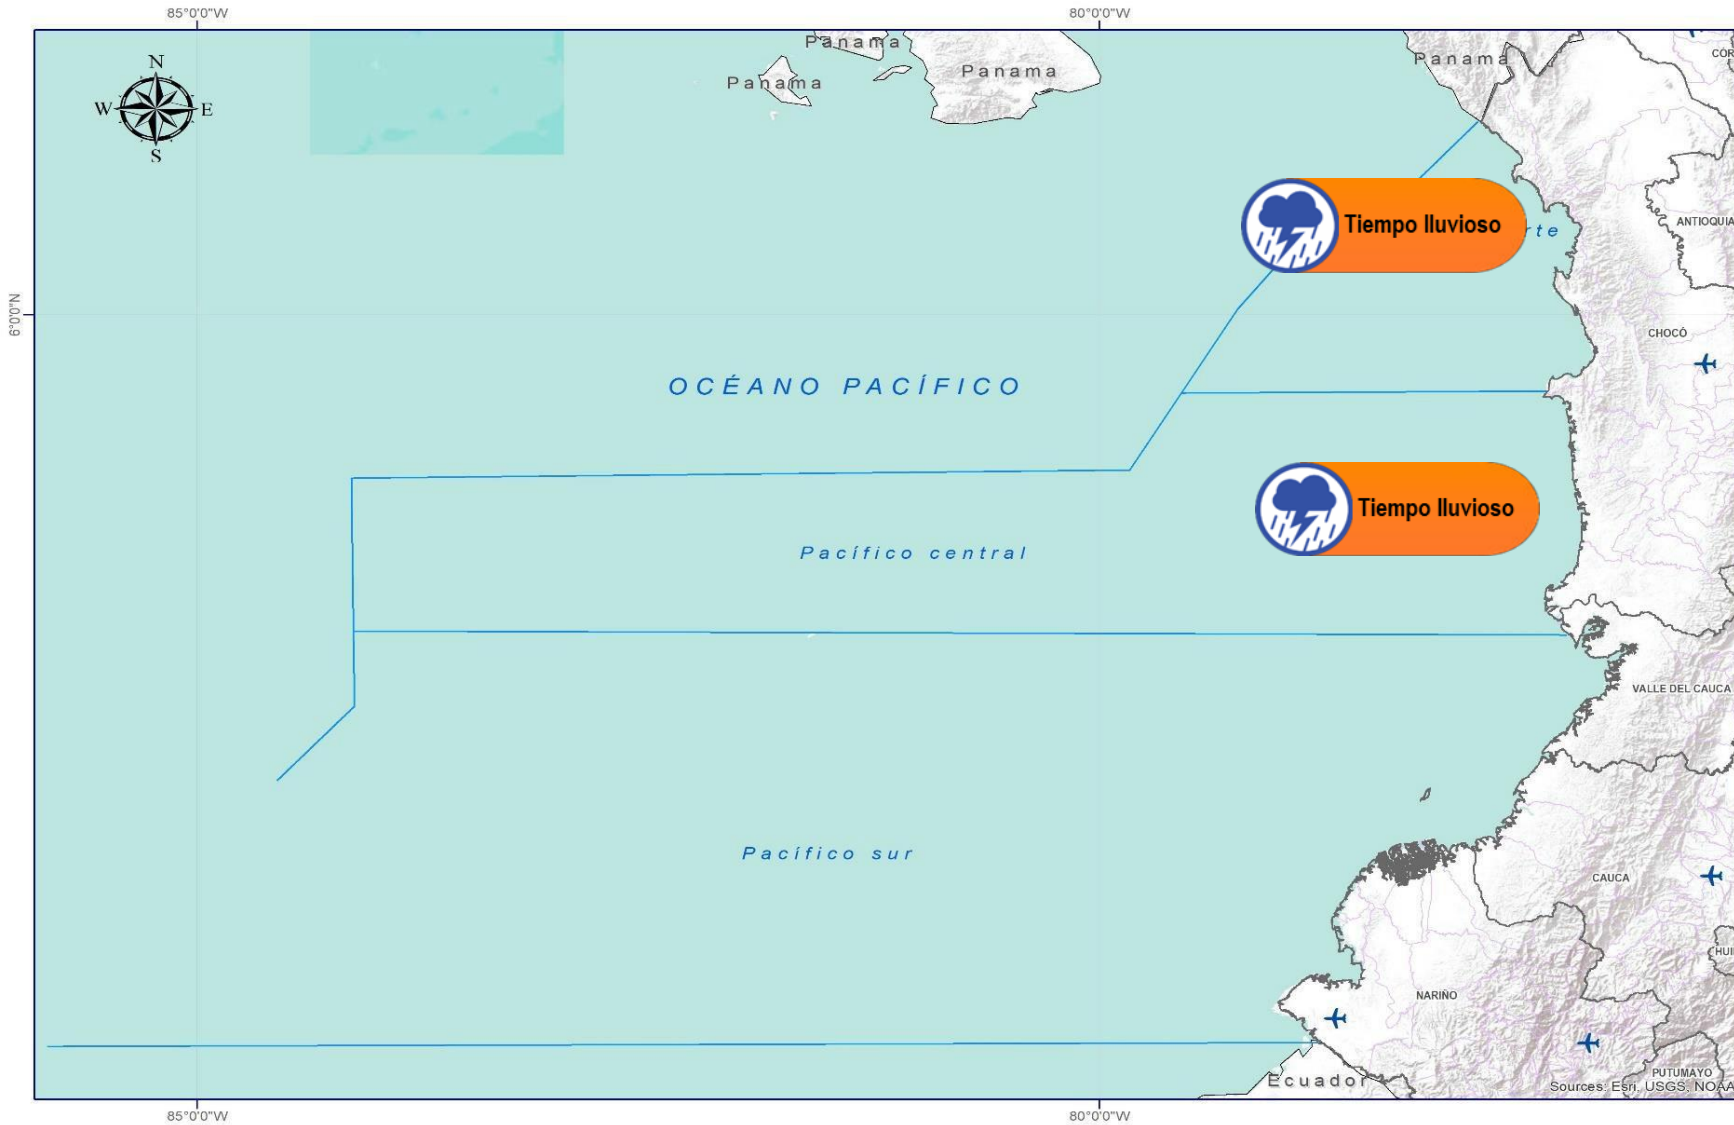 85°0'0"W
80°0'0"W
N
W
E
S
Panama
Panama
Panama
Panama
COR
ANTIOQUIA
Tiempo lluvioso
rte
6°0'0"N
CHOCÓ
OCÉANO PACÍFICO
Tiempo lluvioso
Pacífico central
VALLE DEL CAUCA
Pacífico sur
CAUCA
HUI
NARIÑO
PUTUMAYO
Ecuador
Sources: Esri, USGS, NOAA
85°0'0"W
80°0'0"W